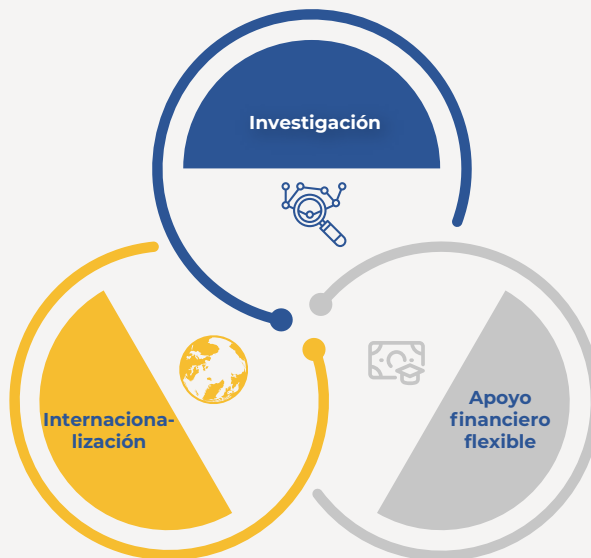 Investigación
Internaciona-
lización
Apoyo
financiero
flexible